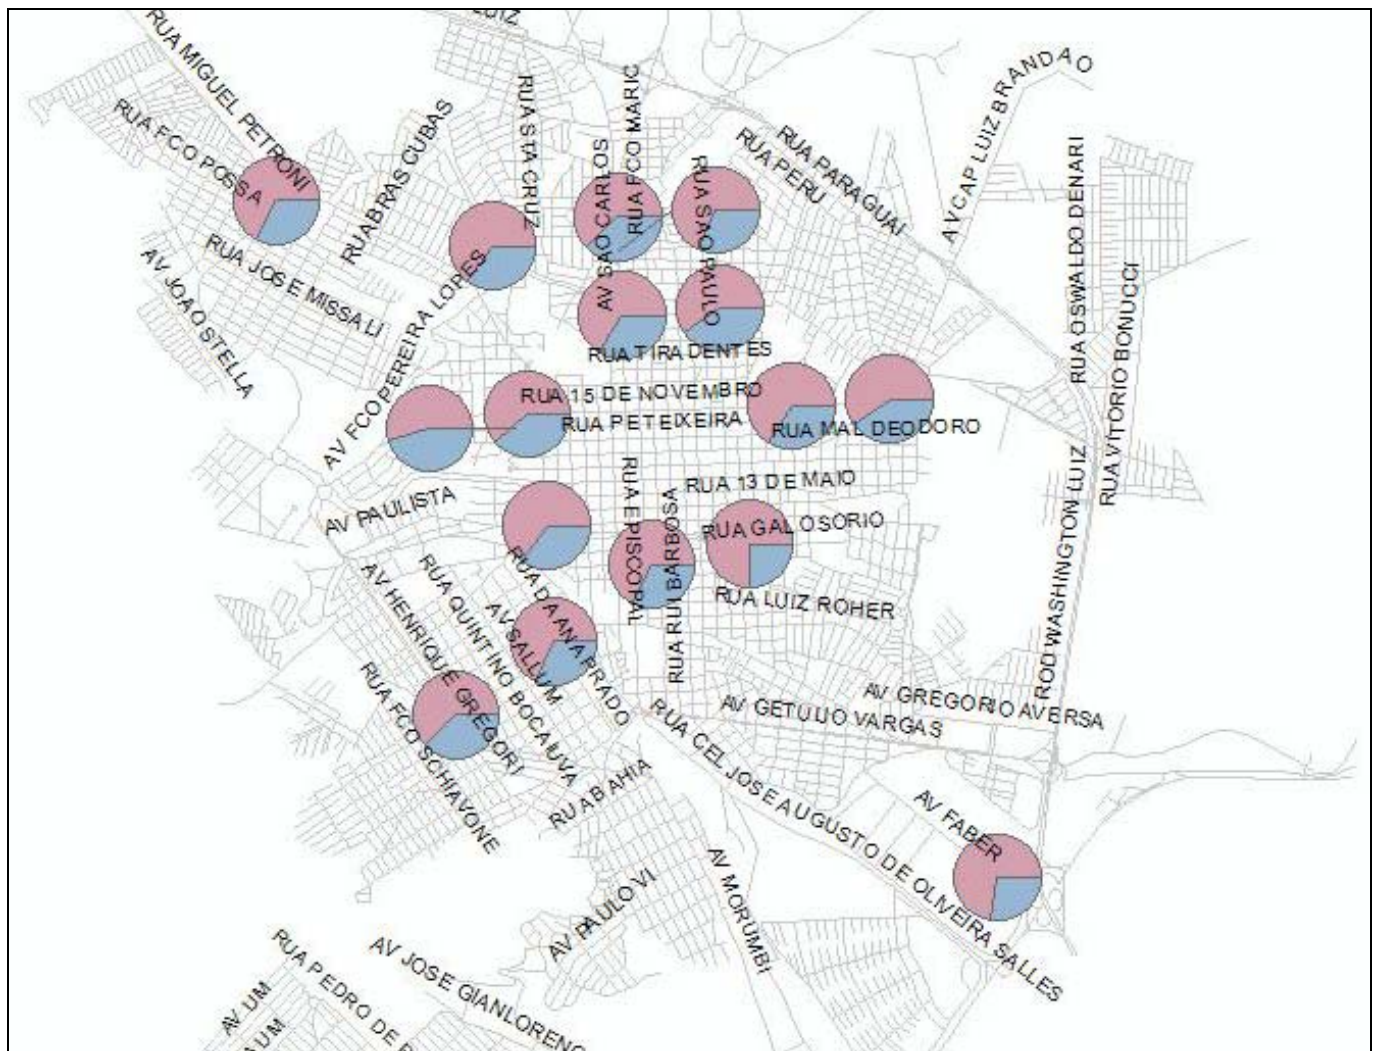 LUIZ
RUA MIGUEL PETRONI
RUA FCO POSSA
RUA BRAS CUBAS
RUA STA CRUZ
RUA FCO MARIC
AV SAO CARLOS
RUA SAO PAULO
RUA PERU
RUA PARAGUAI
AV CAP LUIZ BRANDAO
RUA OSWALDO DENARI
RUA VITORIO BONUCCI
RUA JOSE MISSALI
AV JOAO STELLA
AV FCO PEREIRA LOPES
RUA TIRADENTES
RUA 15 DE NOVEMBRO
RUA P E TEIXEIRA
RUA MAL DEODORO
RUA 13 DE MAIO
AV PAULISTA
RUA EPISCOPAL
RUA RUI BARBOSA
RUA GAL OSORIO
RUA LUIZ ROHER
ROD WASHINGTON LUIZ
RUA DA ANA PRADO
AV SALLUM
RUA QUINTINO BOCAIUVA
AV HENRIQUE GREGORI
RUA FCO SCHIAVONE
AV GREGORIO AVERSA
AV GETULIO VARGAS
RUA CEL JOSE AUGUSTO DE OLIVEIRA SALLES
RUA BAHIA
AV FABER
AV PAULO VI
AV MORUMBI
AV JOSE GIANLORENC
RUA PEDRO DE
AV UM
AUM